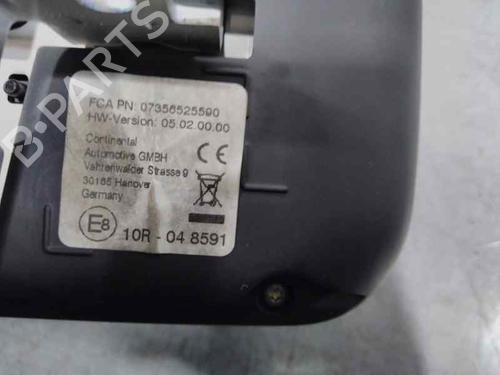 FCA PN: 07356525590
HW-Version: 05.02.00.00
Continental
Automotive GMBH
Vahrenwalder Strasse 9
30165 Hanover
Germany
CE
E8
10R - 04 8591
B-PARTS